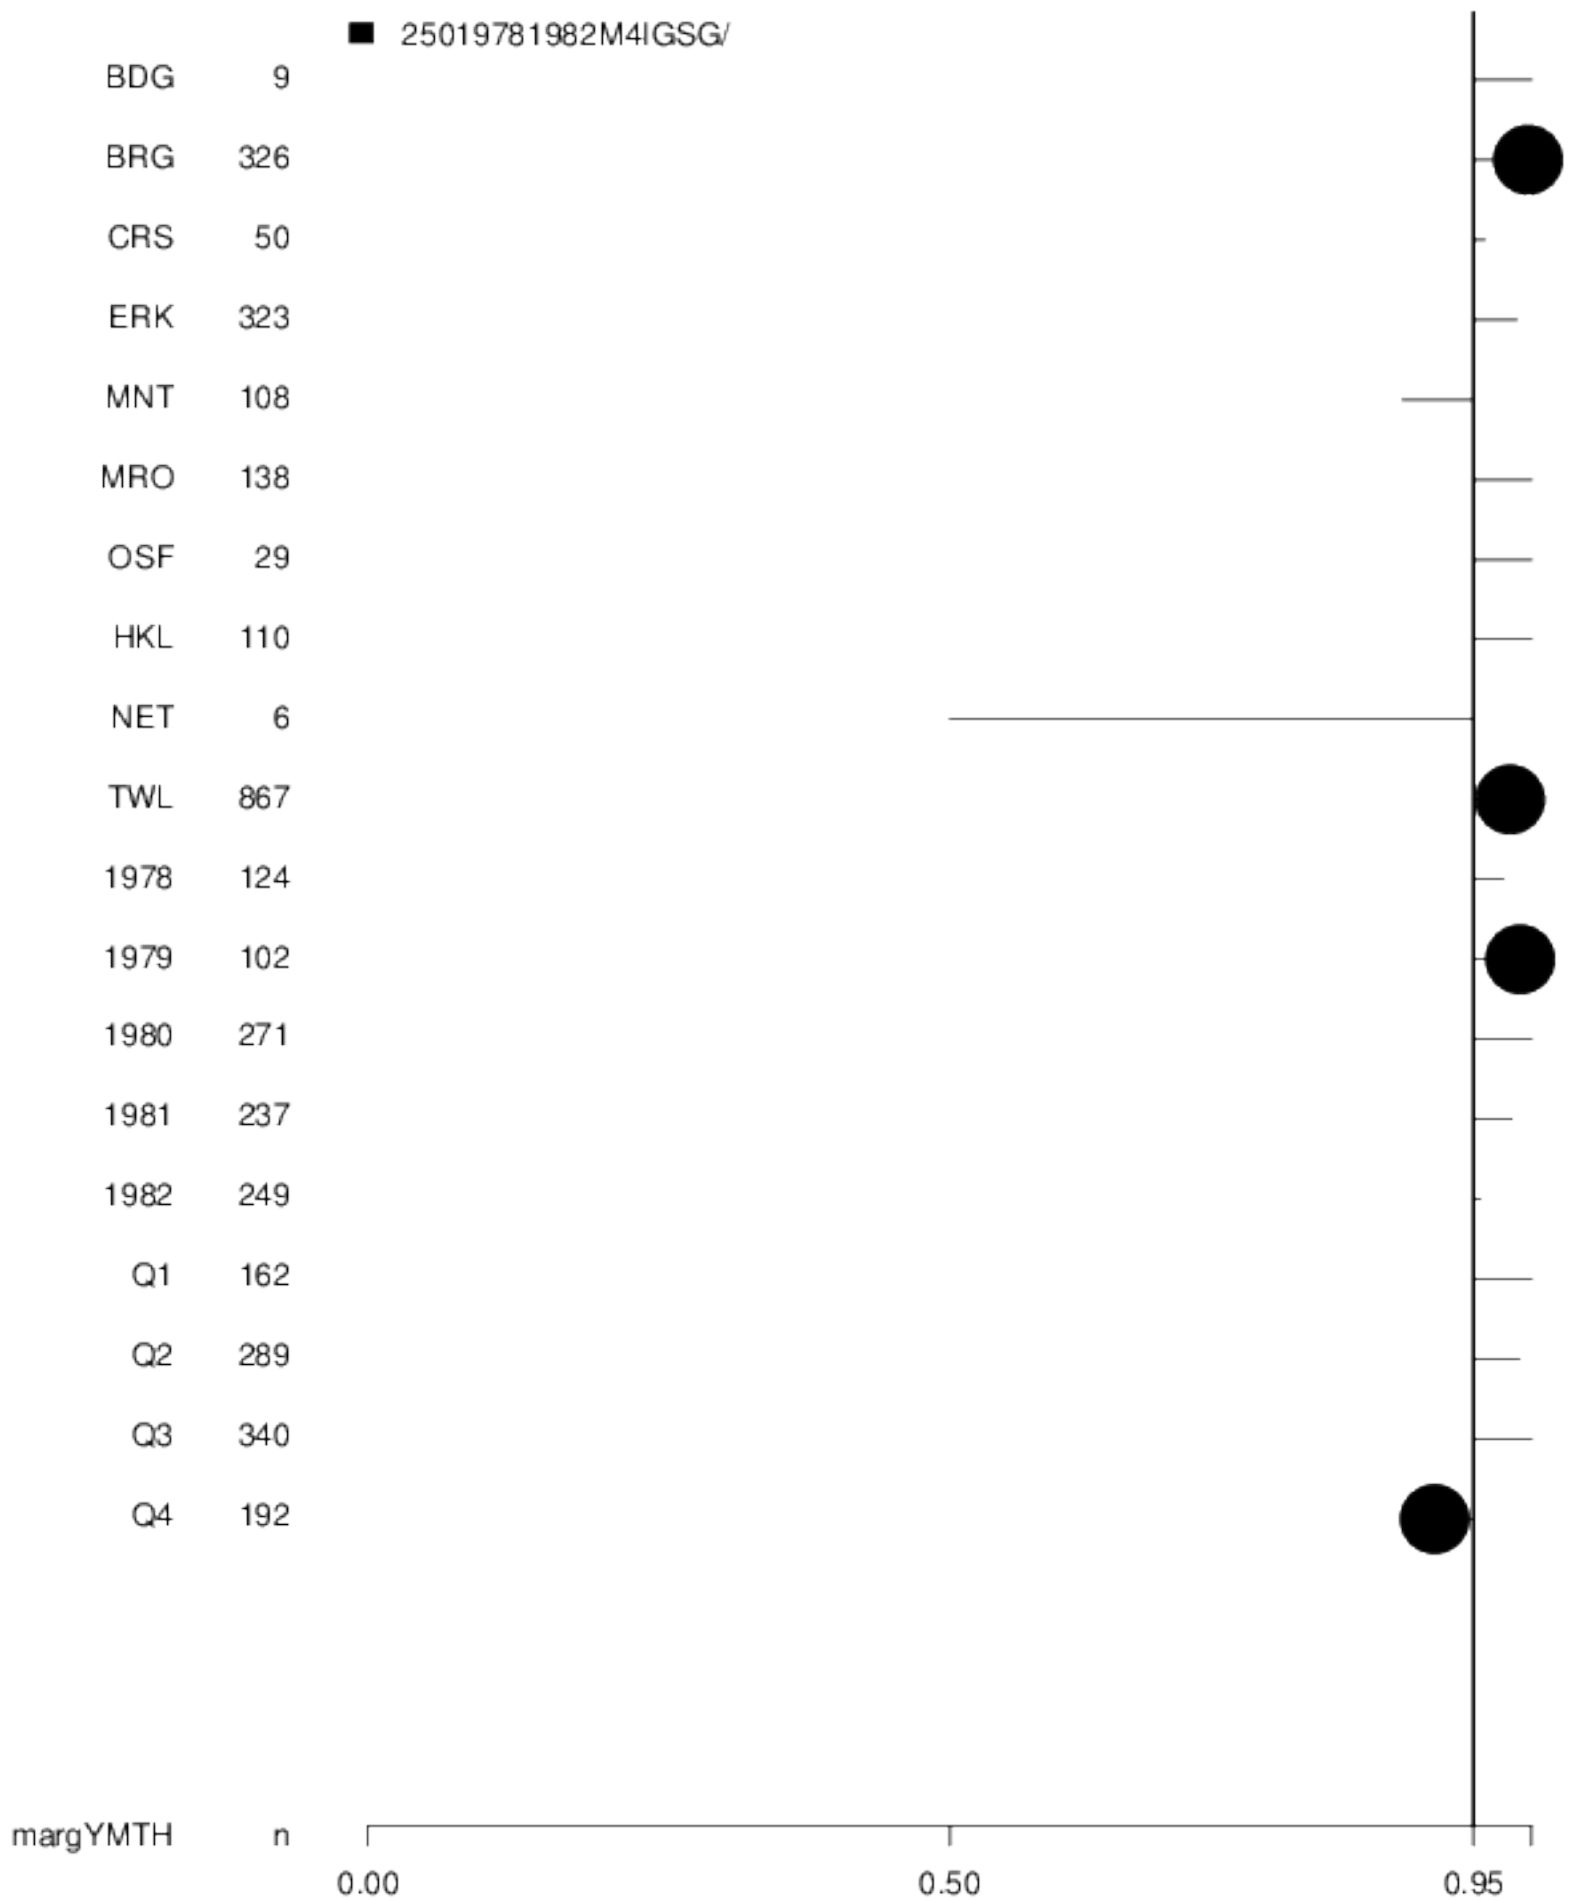 25019781982M4IGSG/
BDG 9
BRG 326
CRS 50
ERK 323
MNT 108
MRO 138
OSF 29
HKL 110
NET 6
TWL 867
1978 124
1979 102
1980 271
1981 237
1982 249
Q1 162
Q2 289
Q3 340
Q4 192
margYMTH n
0.00 0.50 0.95